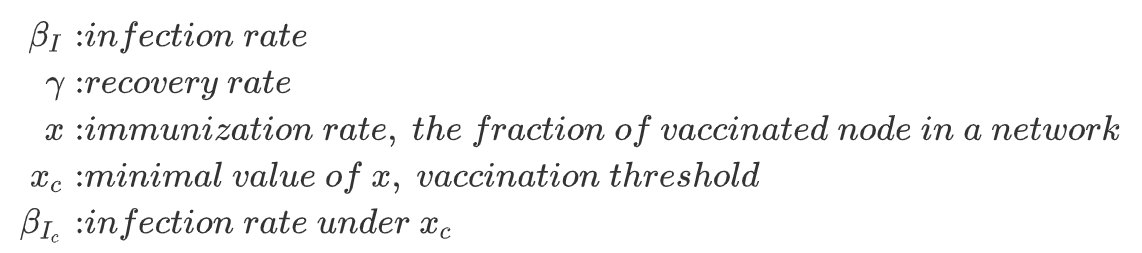 β_I :infection rate
γ :recovery rate
x :immunization rate, the fraction of vaccinated node in a network
x_c :minimal value of x, vaccination threshold
β_{I_c} :infection rate under x_c